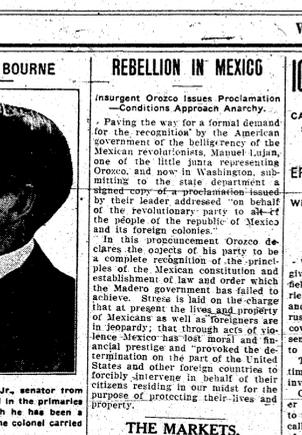 BOURNE
REBELLION IN MEXICO
Insurgent Orozco Issues Proclamation
—Conditions Approach Anarchy.
Paving the way for a formal demand
for the recognition by the American
government of the belligerency of the
Mexican revolutionists, Manuel Lujan,
one of the little junta representing
Orozco, and now in Washington, sub-
mitting to the state department a
signed copy of a proclamation issued
by their leader addressed "on behalf
of the revolutionary party to all of
the people of the republic of Mexico
and its foreign colonies."
In this pronouncement Orozco de-
clares the objects of his party to be
a complete recognition of the princi-
ples of the Mexican constitution and
establishment of law and order which
the Madero government has failed to
achieve. Stress is laid on the charge
that at present the lives and property
of Mexicans as well as foreigners are
in jeopardy; that through acts of vio-
lence Mexico has lost moral and fin-
ancial prestige and "provoked the de-
termination on the part of the United
States and other foreign countries to
forcibly intervene in behalf of their
citizens residing in our midst for the
purpose of protecting their lives and
property.
THE MARKETS.
Jr., senator from
in the primaries
h he has been a
he colonel carried